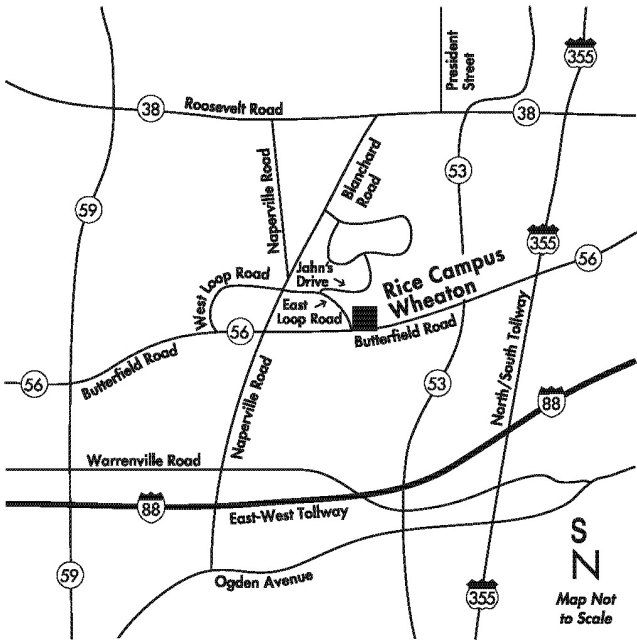 President
Street
355
38
Roosevelt Road
38
Naperville Road
Blanchard
Road
53
59
355
56
Jahn's
Drive
West Loop Road
East
Loop Road
Rice Campus
Wheaton
56
Butterfield Road
North/South Tollway
Butterfield Road
56
53
Naperville Road
88
Warrenville Road
88
East-West Tollway
59
Ogden Avenue
355
S
N
Map Not
to Scale